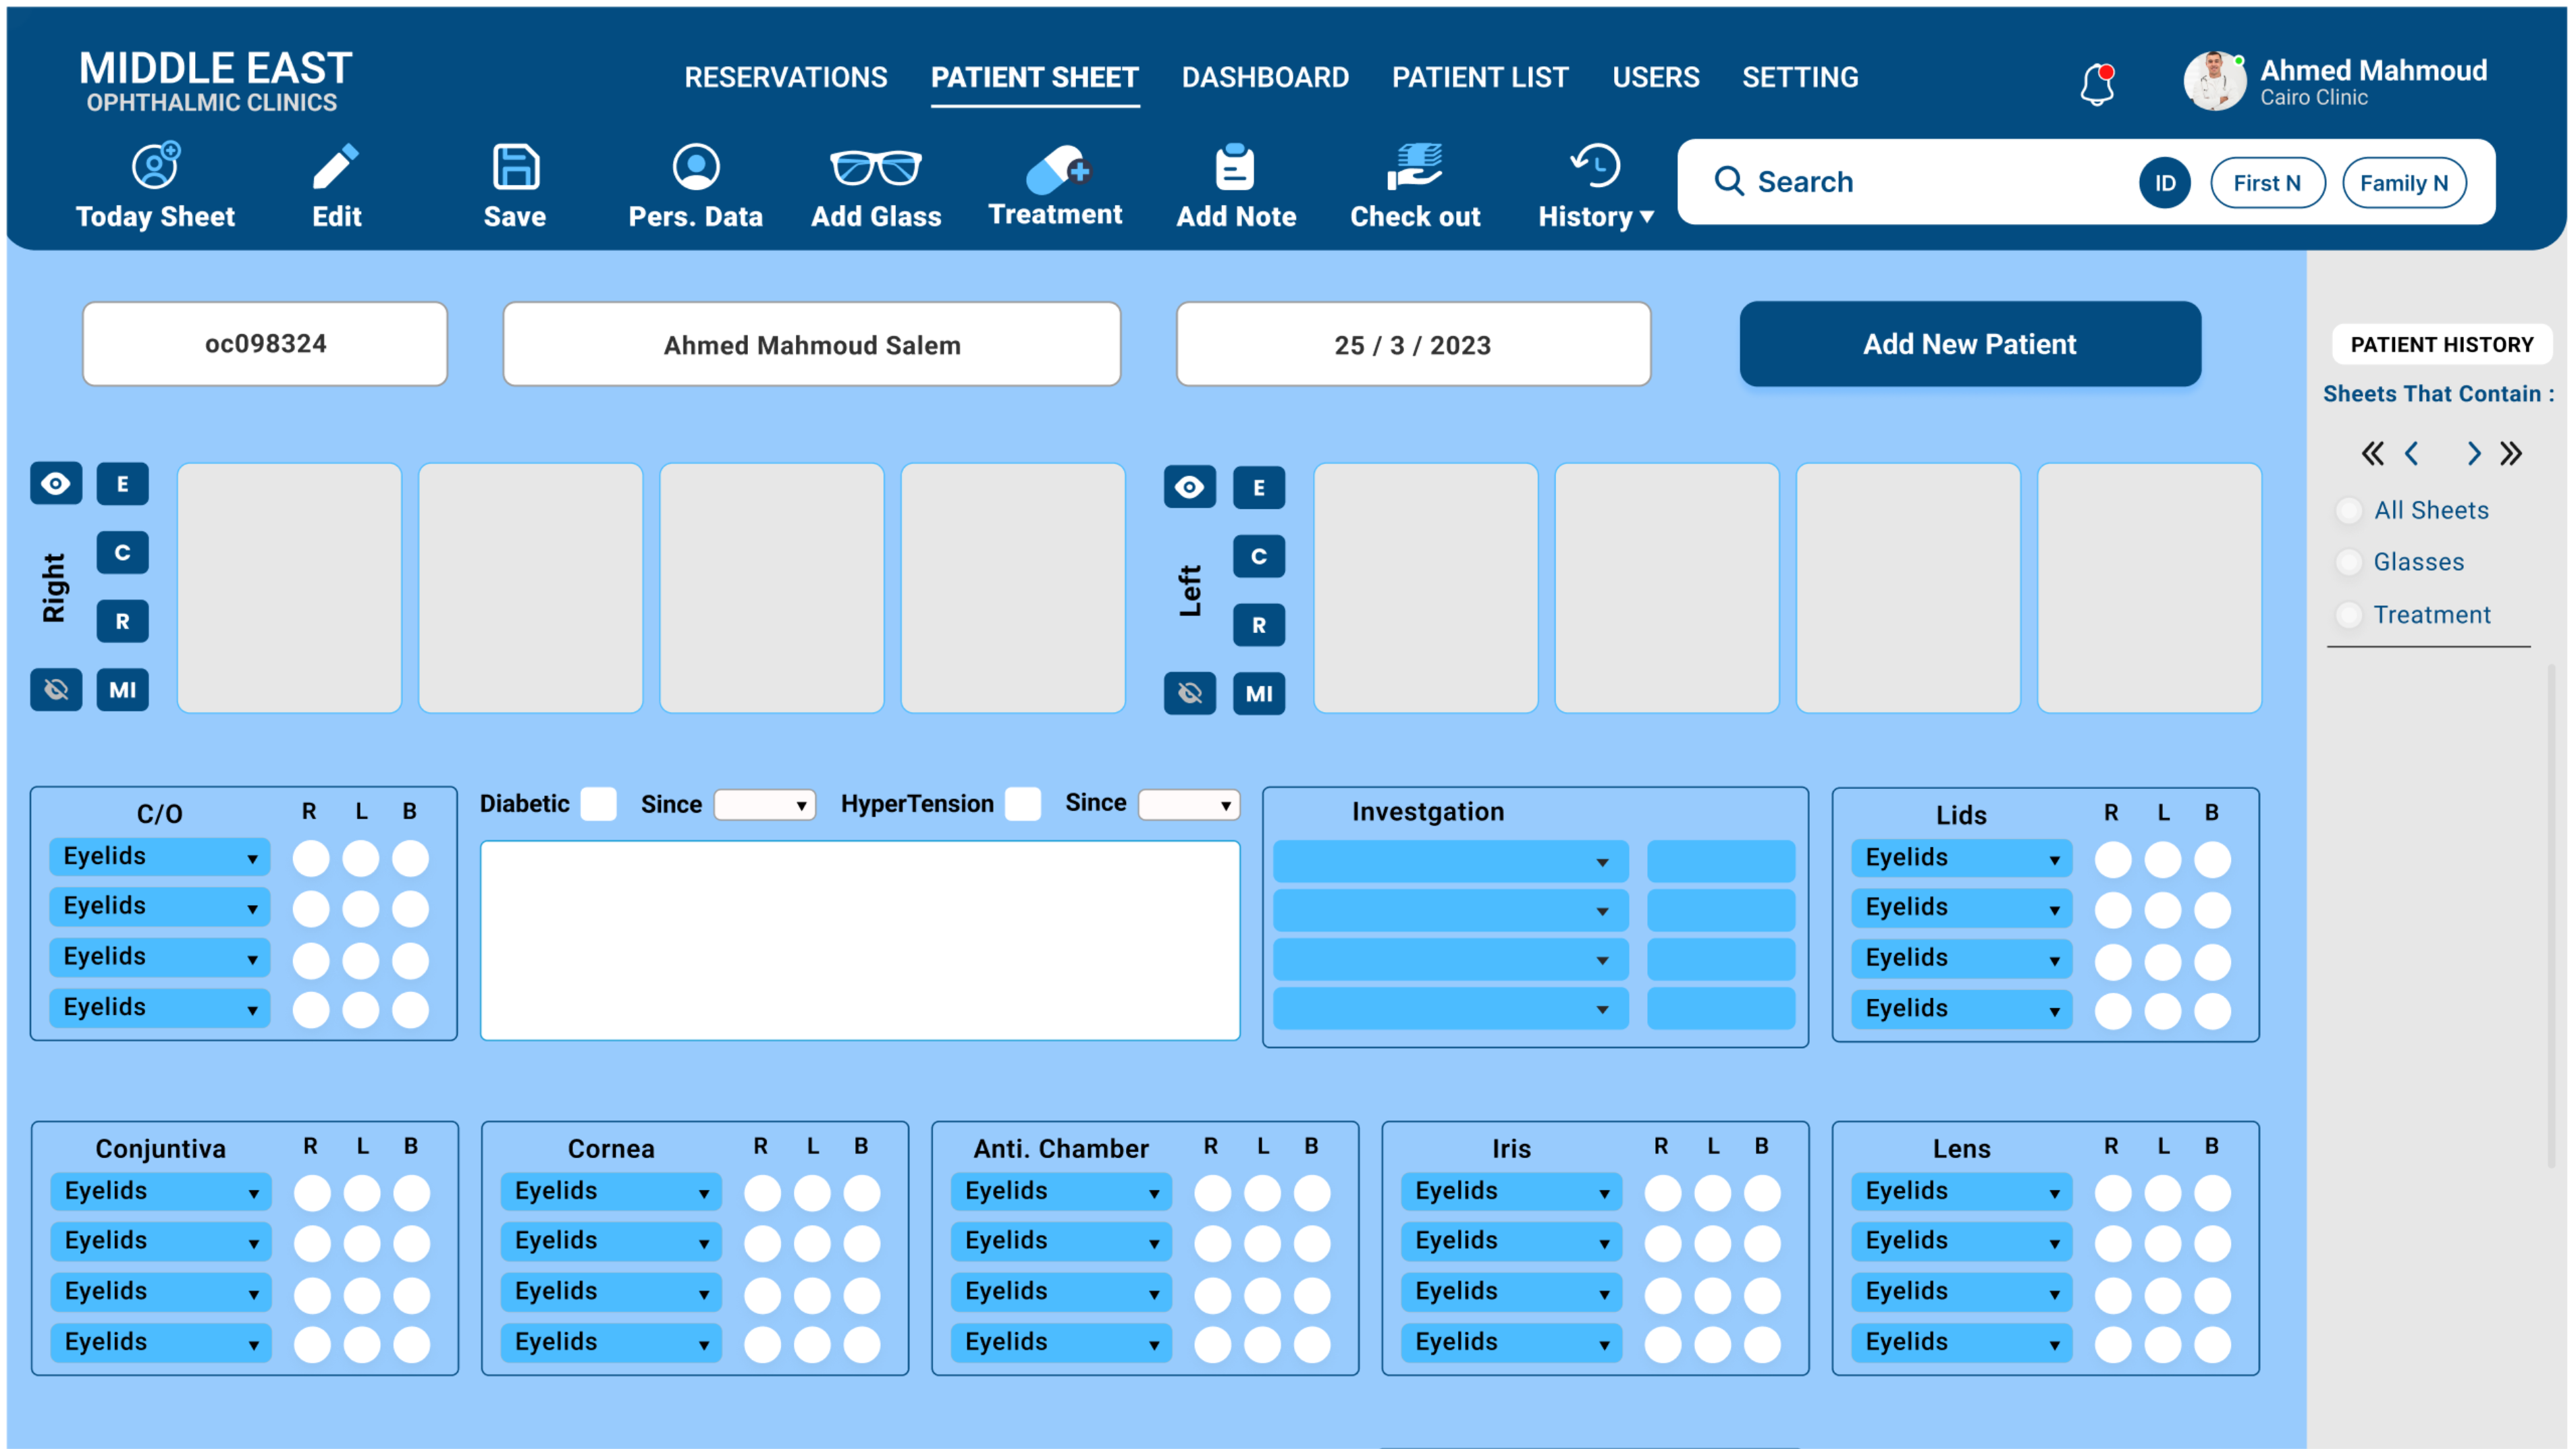 MIDDLE EAST
OPHTHALMIC CLINICS
RESERVATIONS PATIENT SHEET DASHBOARD PATIENT LIST USERS SETTING
Ahmed Mahmoud
Cairo Clinic
Today Sheet Edit Save Pers. Data Add Glass Treatment Add Note Check out History ▼
Search ID First N Family N
oc098324 Ahmed Mahmoud Salem 25 / 3 / 2023 Add New Patient
PATIENT HISTORY
Sheets That Contain :
All Sheets
Glasses
Treatment
Right
E
C
R
MI
Left
E
C
R
MI
C/O R L B
Eyelids
Eyelids
Eyelids
Eyelids
Diabetic Since HyperTension Since
Investgation
Lids R L B
Eyelids
Eyelids
Eyelids
Eyelids
Conjuntiva R L B
Eyelids
Eyelids
Eyelids
Eyelids
Cornea R L B
Eyelids
Eyelids
Eyelids
Eyelids
Anti. Chamber R L B
Eyelids
Eyelids
Eyelids
Eyelids
Iris R L B
Eyelids
Eyelids
Eyelids
Eyelids
Lens R L B
Eyelids
Eyelids
Eyelids
Eyelids